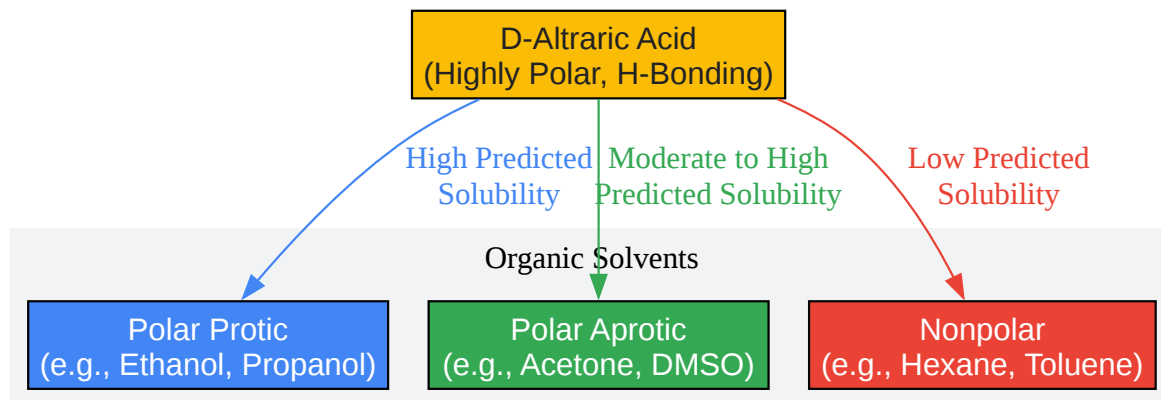 D-Altraric Acid
(Highly Polar, H-Bonding)
High Predicted
Solubility
Moderate to High
Predicted Solubility
Low Predicted
Solubility
Organic Solvents
Polar Protic
(e.g., Ethanol, Propanol)
Polar Aprotic
(e.g., Acetone, DMSO)
Nonpolar
(e.g., Hexane, Toluene)